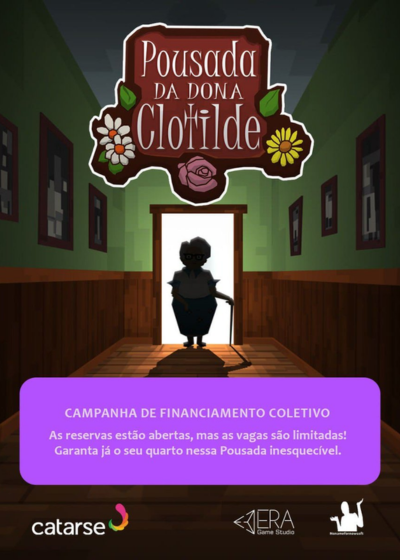 Pousada
DA DONA
Clotilde
CAMPANHA DE FINANCIAMENTO COLETIVO
As reservas estão abertas, mas as vagas são limitadas!
Garanta já o seu quarto nessa Pousada inesquecível.
catarse
ERA
Game Studio